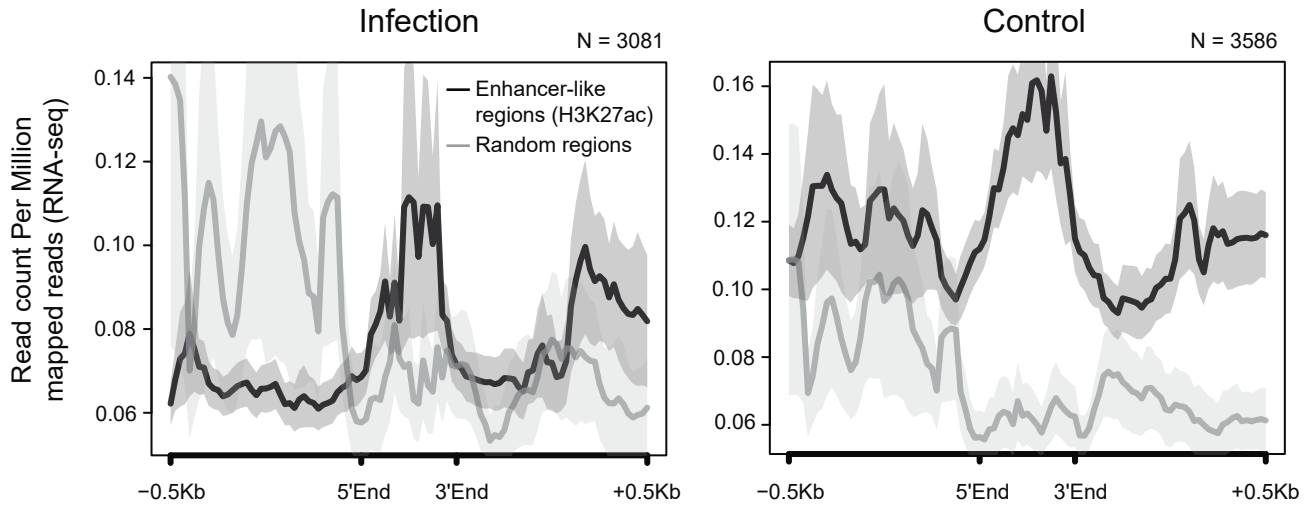 Infection
N = 3081
Control
N = 3586
Read count Per Million
mapped reads (RNA-seq)
0.14
0.12
0.10
0.08
0.06
Enhancer-like
regions (H3K27ac)
Random regions
−0.5Kb
5'End
3'End
+0.5Kb
0.16
0.14
0.12
0.10
0.08
0.06
−0.5Kb
5'End
3'End
+0.5Kb